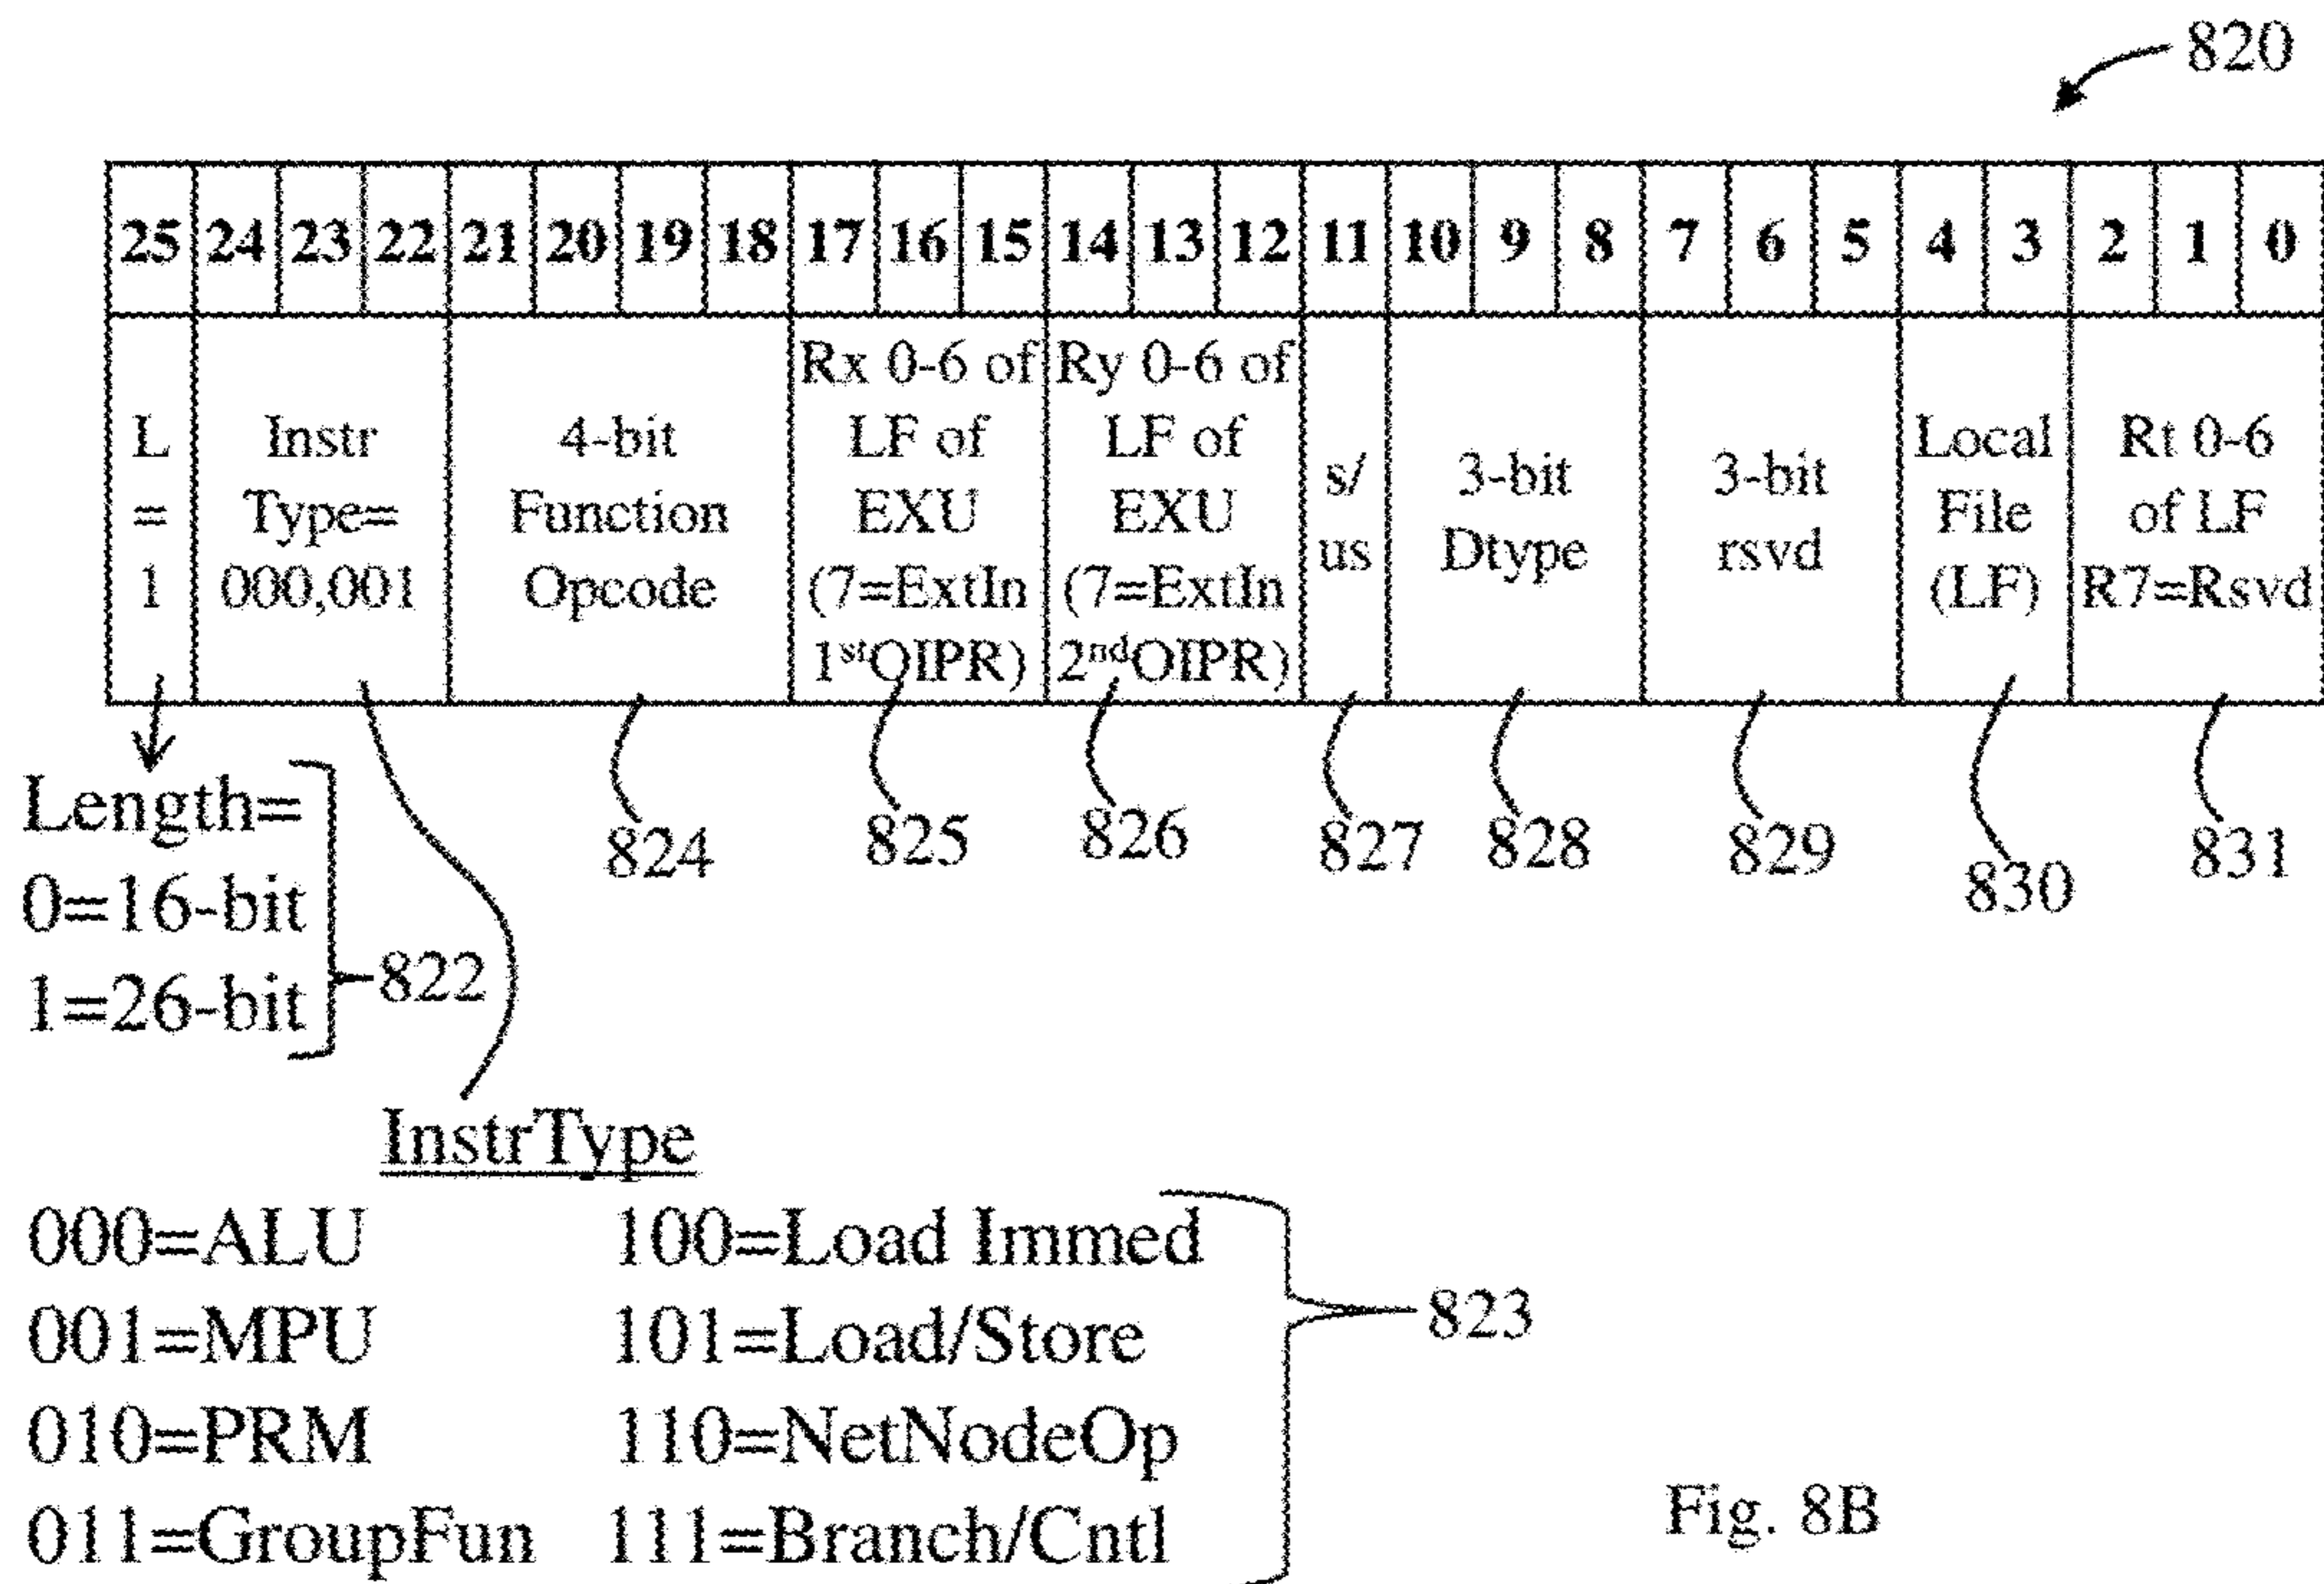 820
25 24 23 22 21 20 19 18 17 16 15 14 13 12 11 10 9 8 7 6 5 4 3 2 1 0
L
=
1
Instr
Type=
000,001
4-bit
Function
Opcode
Rx 0-6 of
LF of
EXU
(7=ExtIn
1stOIPR)
Ry 0-6 of
LF of
EXU
(7=ExtIn
2ndOIPR)
s/
us
3-bit
Dtype
3-bit
rsvd
Local
File
(LF)
Rt 0-6
of LF
R7=Rsvd
824 825 826 827 828 829 830 831
Length=
0=16-bit
1=26-bit
822
InstrType
000=ALU 100=Load Immed
001=MPU 101=Load/Store
823
010=PRM 110=NetNodeOp
011=GroupFun 111=Branch/Cntl
Fig. 8B